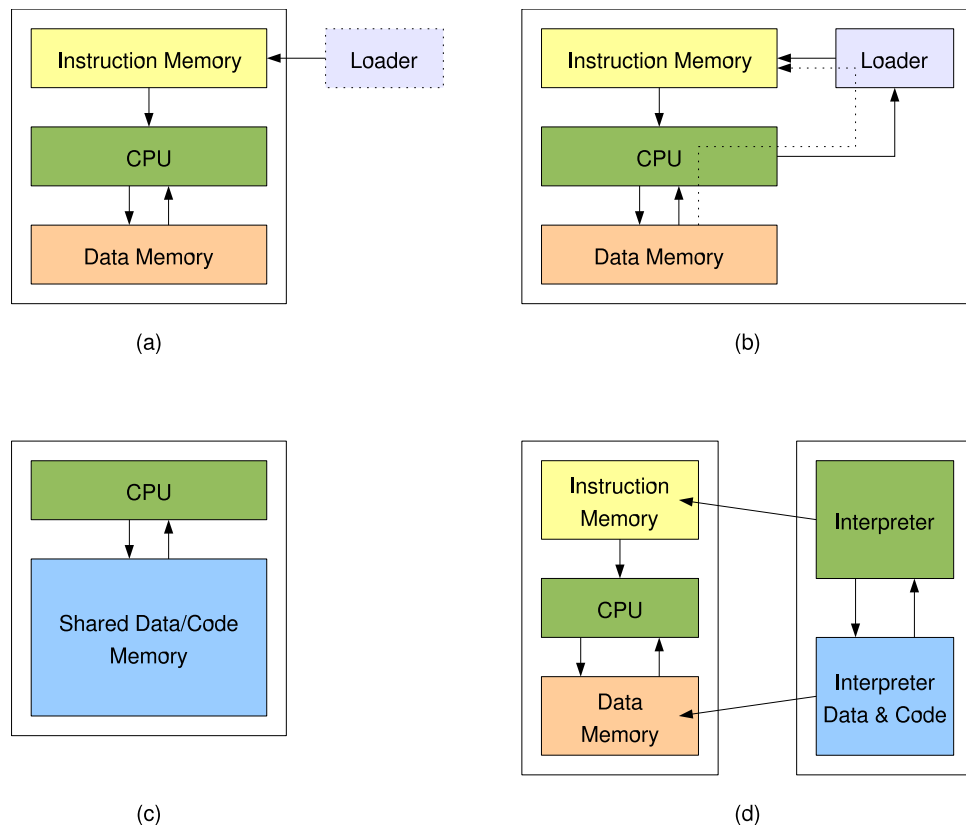 Instruction Memory
Loader
CPU
Data Memory
(a)
Instruction Memory
Loader
CPU
Data Memory
(b)
CPU
Shared Data/Code
Memory
(c)
Instruction
Memory
CPU
Data
Memory
Interpreter
Interpreter
Data & Code
(d)